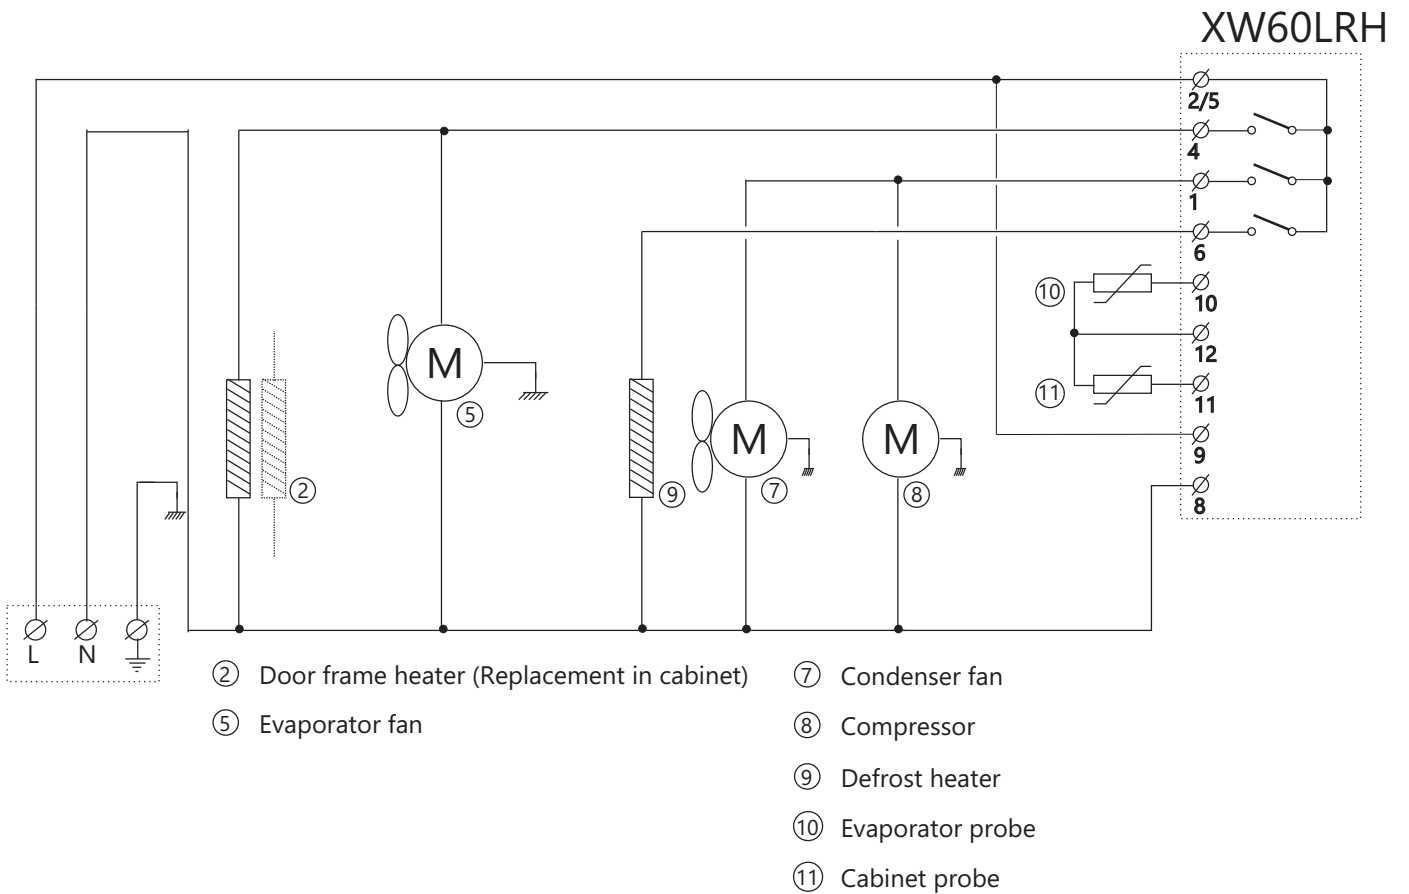 XW60LRH
2/5
4
1
6
10
10
12
11
11
9
8
M
5
M
7
M
8
2
9
L N
2 Door frame heater (Replacement in cabinet)
5 Evaporator fan
7 Condenser fan
8 Compressor
9 Defrost heater
10 Evaporator probe
11 Cabinet probe